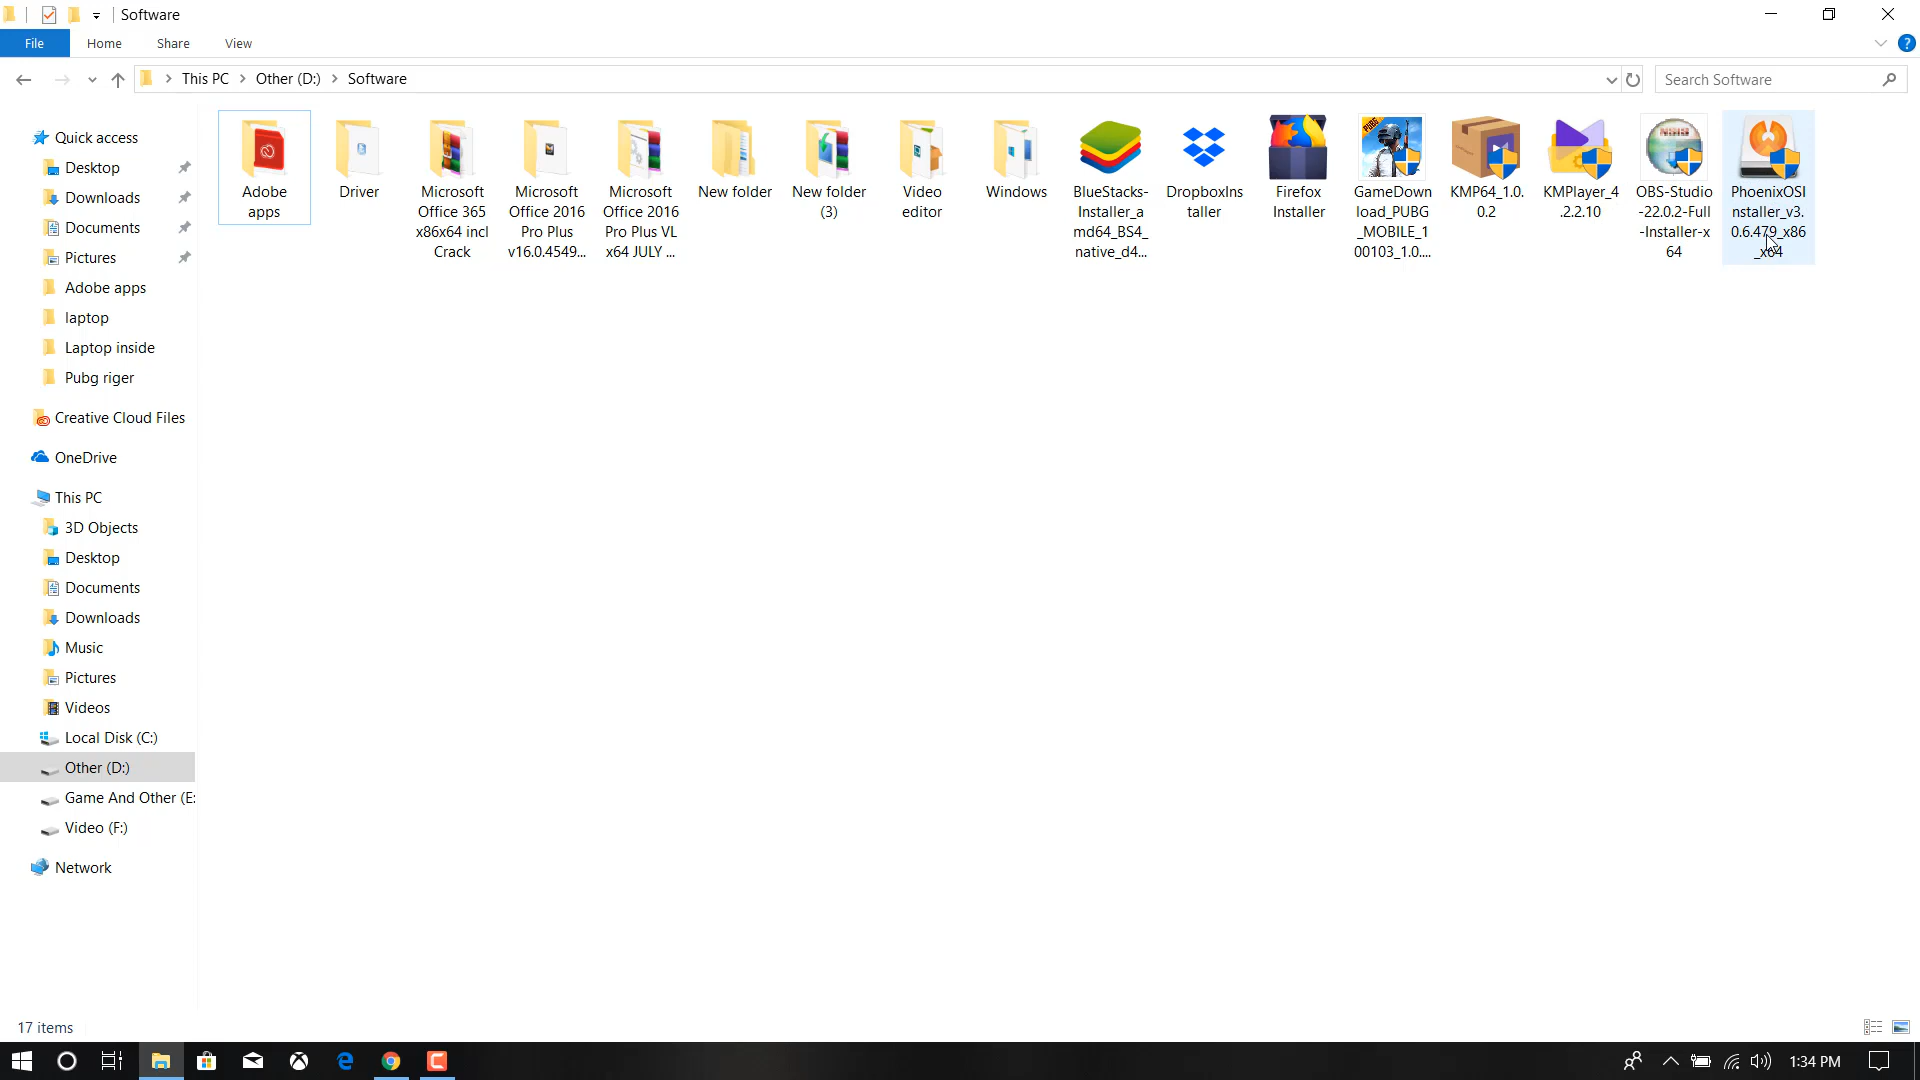 Software
File
Home
Share
View
This PC
Other (D:)
Software
Search Software
Quick access
Desktop
Downloads
Documents
Pictures
Adobe apps
laptop
Laptop inside
Pubg riger
Creative Cloud Files
OneDrive
This PC
3D Objects
Desktop
Documents
Downloads
Music
Pictures
Videos
Local Disk (C:)
Other (D:)
Game And Other (E:
Video (F:)
Network
Adobe
apps
Driver
Microsoft
Office 365
x86x64 incl
Crack
Microsoft
Office 2016
Pro Plus
v16.0.4549...
Microsoft
Office 2016
Pro Plus VL
x64 JULY ...
New folder
New folder
(3)
Video
editor
Windows
BlueStacks-
Installer_a
md64_BS4_
native_d4...
DropboxIns
taller
Firefox
Installer
PUBG
GameDown
load_PUBG
_MOBILE_1
00103_1.0....
KMP64_1.0.
0.2
KMPlayer_4
.2.2.10
NSIS
OBS-Studio
-22.0.2-Full
-Installer-x
64
PhoenixOSI
nstaller_v3.
0.6.479_x86
_x64
17 items
1:34 PM